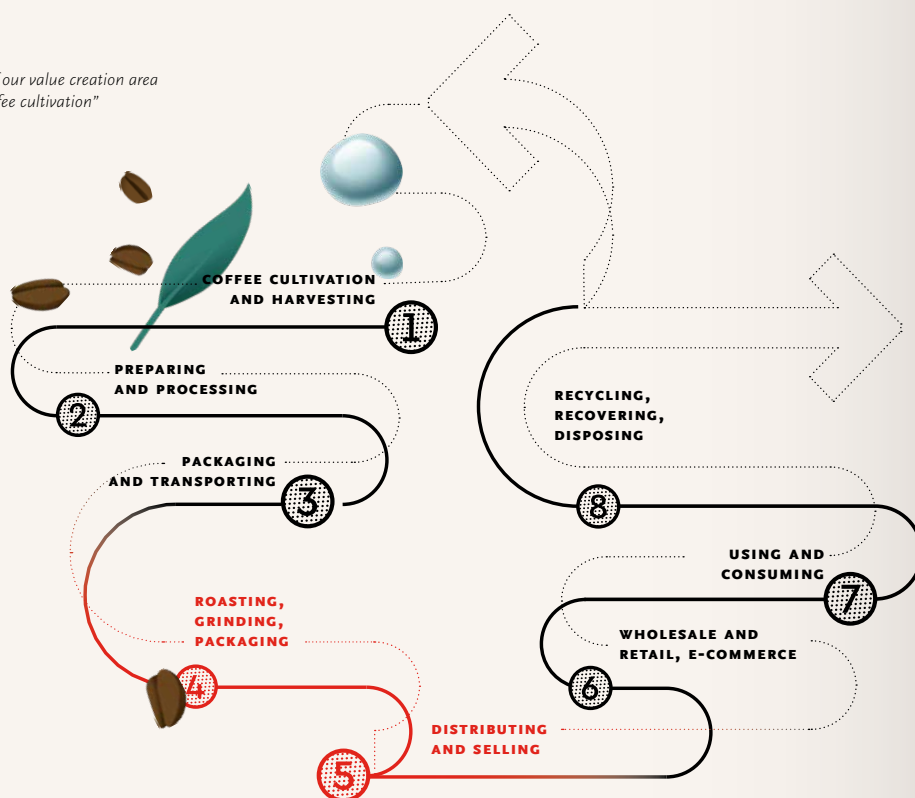 our value creation area
fee cultivation”
COFFEE CULTIVATION
AND HARVESTING
1
PREPARING
AND PROCESSING
2
PACKAGING
AND TRANSPORTING
3
ROASTING,
GRINDING,
PACKAGING
4
DISTRIBUTING
AND SELLING
5
WHOLESALE AND
RETAIL, E-COMMERCE
6
USING AND
CONSUMING
7
RECYCLING,
RECOVERING,
DISPOSING
8